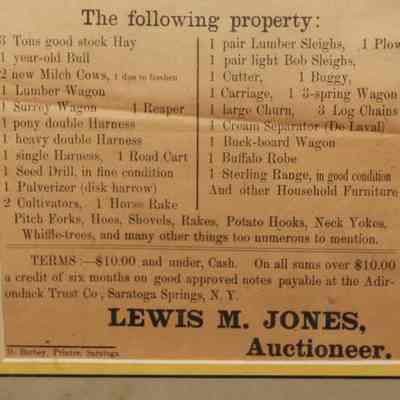 The following property:
3 Tons good stock Hay
1 year-old Bull
2 new Milch Cows, 1 due to freshen
1 Lumber Wagon
1 Surrey Wagon 1 Reaper
1 pony double Harness
1 heavy double Harness
1 single Harness, 1 Road Cart
1 Seed Drill, in fine condition
1 Pulverizer (disk harrow)
2 Cultivators, 1 Horse Rake
1 pair Lumber Sleighs, 1 Plow
1 pair light Bob Sleighs,
1 Cutter, 1 Buggy,
1 Carriage, 1 3-spring Wagon
1 large Churn, 3 Log Chains
1 Cream Separator (De Laval)
1 Buck-board Wagon
1 Buffalo Robe
1 Sterling Range, in good condition
And other Household Furniture
Pitch Forks, Hoes, Shovels, Rakes, Potato Hooks, Neck Yokes,
Whiffle-trees, and many other things too numerous to mention.
TERMS:—$10.00 and under, Cash. On all sums over $10.00
a credit of six months on good approved notes payable at the Adir-
ondack Trust Co, Saratoga Springs, N. Y.
LEWIS M. JONES,
Auctioneer.
Printer, Saratoga